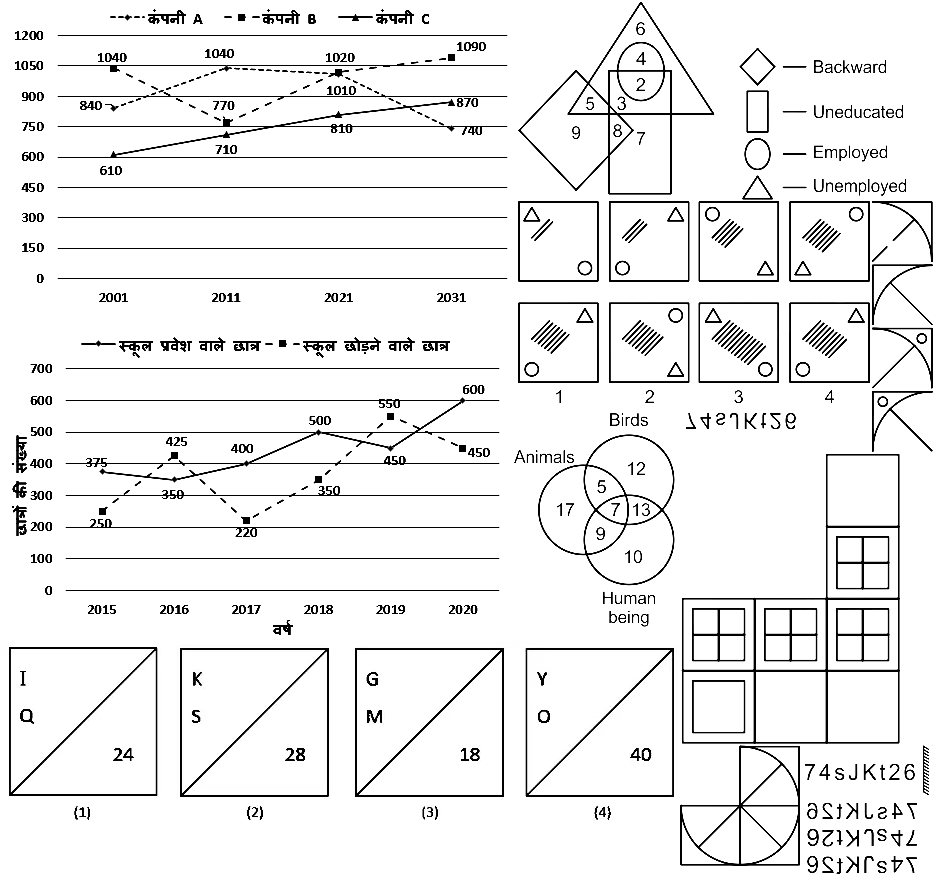 कंपनी A कंपनी B कंपनी C
1200
1050
900
750
600
450
300
150
0
1040 1040 1020 1090
840 770 1010 870
610 710 810 740
2001 2011 2021 2031
6
4
2
5 3
9 8 7
Backward
Uneducated
Employed
Unemployed
1 2 3 4
स्कूल प्रवेश वाले छात्र स्कूल छोड़ने वाले छात्र
छात्रों की संख्या
700
600
500
400
300
200
100
0
375 425 400 500 550 600
250 350 220 350 450 450
2015 2016 2017 2018 2019 2020
वर्ष
Birds
Animals
12
5
17 7 13
9
10
Human
being
I
Q
24
(1)
K
S
28
(2)
G
M
18
(3)
Y
O
40
(4)
74sJKt26